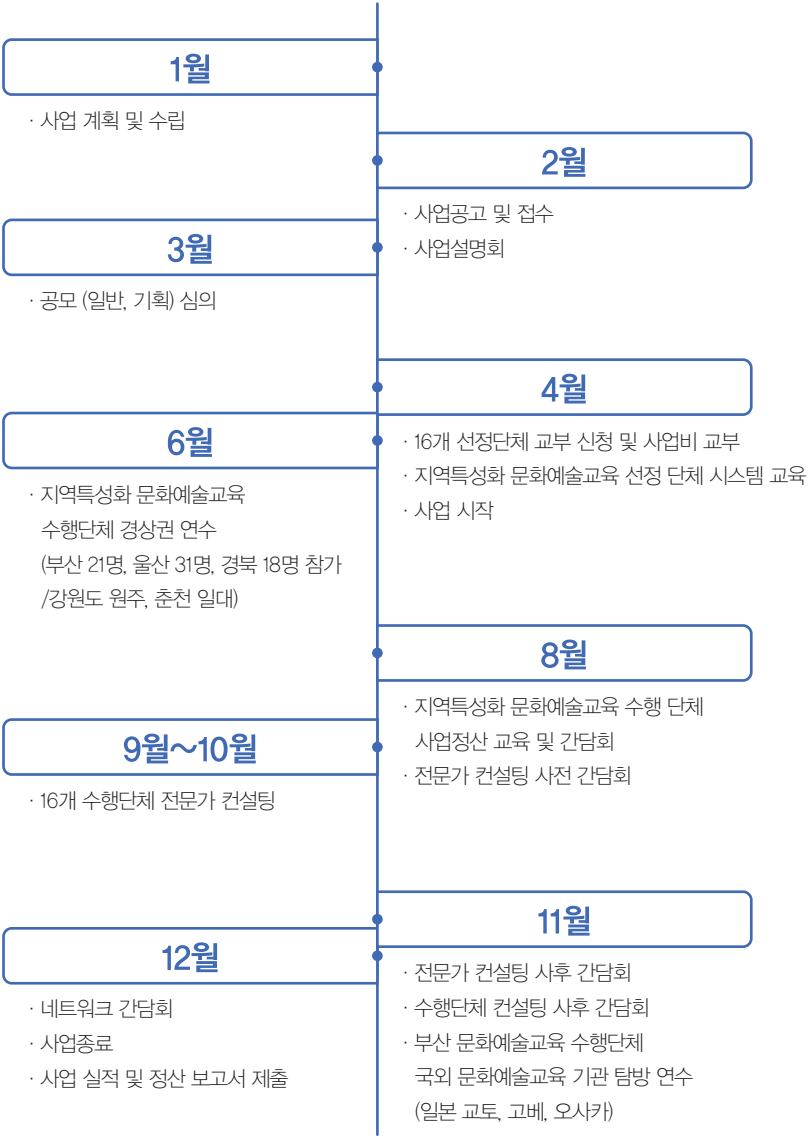 1월
· 사업 계획 및 수립
2월
· 사업공고 및 접수
· 사업설명회
3월
· 공모 (일반, 기획) 심의
4월
· 16개 선정단체 교부 신청 및 사업비 교부
· 지역특성화 문화예술교육 선정 단체 시스템 교육
· 사업 시작
6월
· 지역특성화 문화예술교육
수행단체 경상권 연수
(부산 21명, 울산 31명, 경북 18명 참가
/강원도 원주, 춘천 일대)
8월
· 지역특성화 문화예술교육 수행 단체
사업정산 교육 및 간담회
· 전문가 컨설팅 사전 간담회
9월~10월
· 16개 수행단체 전문가 컨설팅
11월
· 전문가 컨설팅 사후 간담회
· 수행단체 컨설팅 사후 간담회
· 부산 문화예술교육 수행단체
국외 문화예술교육 기관 탐방 연수
(일본 교토, 고베, 오사카)
12월
· 네트워크 간담회
· 사업종료
· 사업 실적 및 정산 보고서 제출